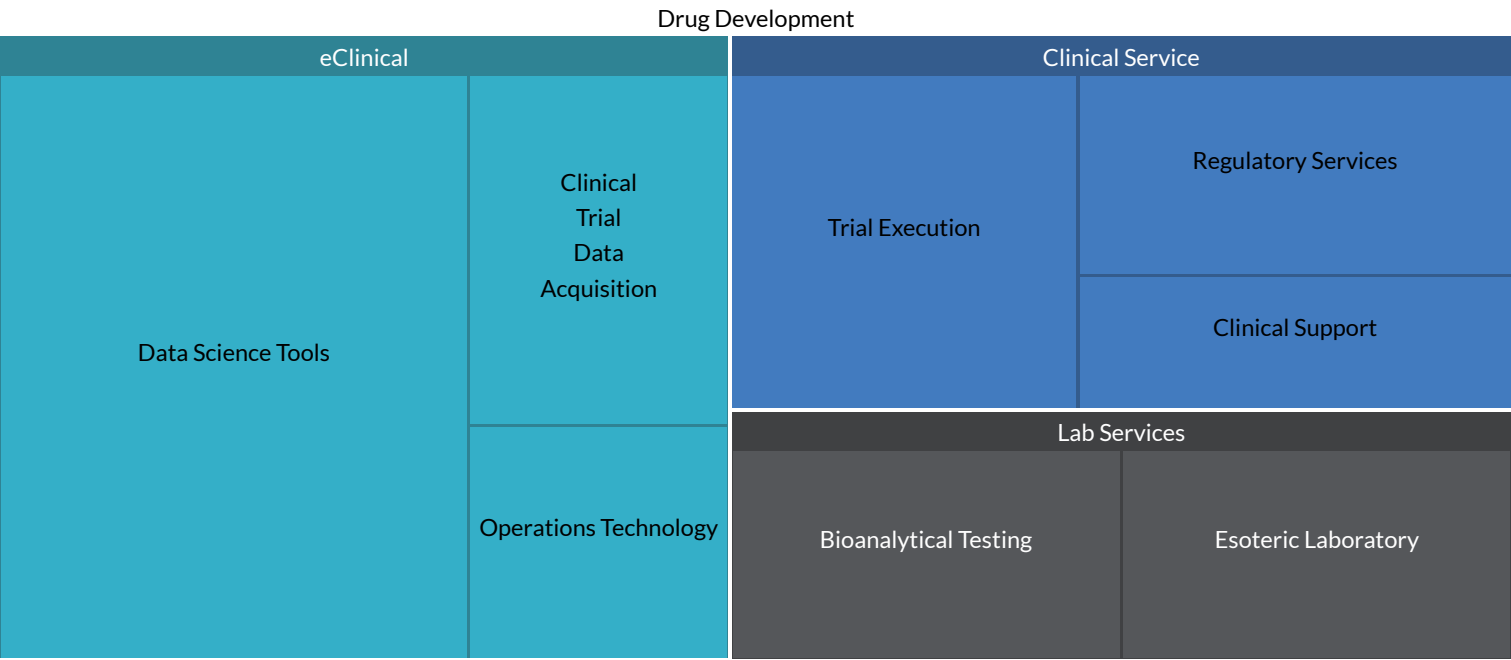 Drug Development
eClinical
Data Science Tools
Clinical
Trial
Data
Acquisition
Operations Technology
Clinical Service
Trial Execution
Regulatory Services
Clinical Support
Lab Services
Bioanalytical Testing
Esoteric Laboratory